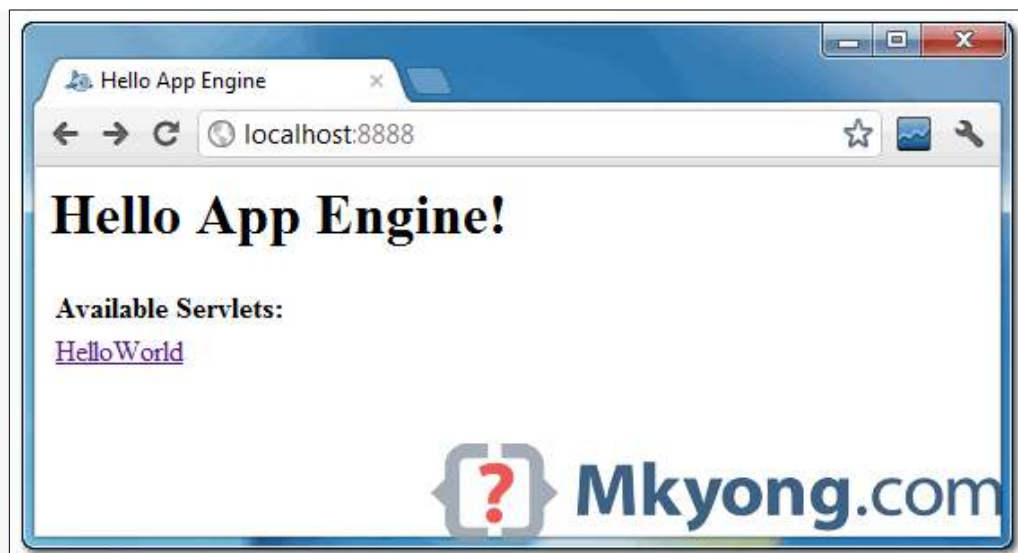 Hello App Engine
localhost:8888
Hello App Engine!
Available Servlets:
HelloWorld
{?} Mkyong.com